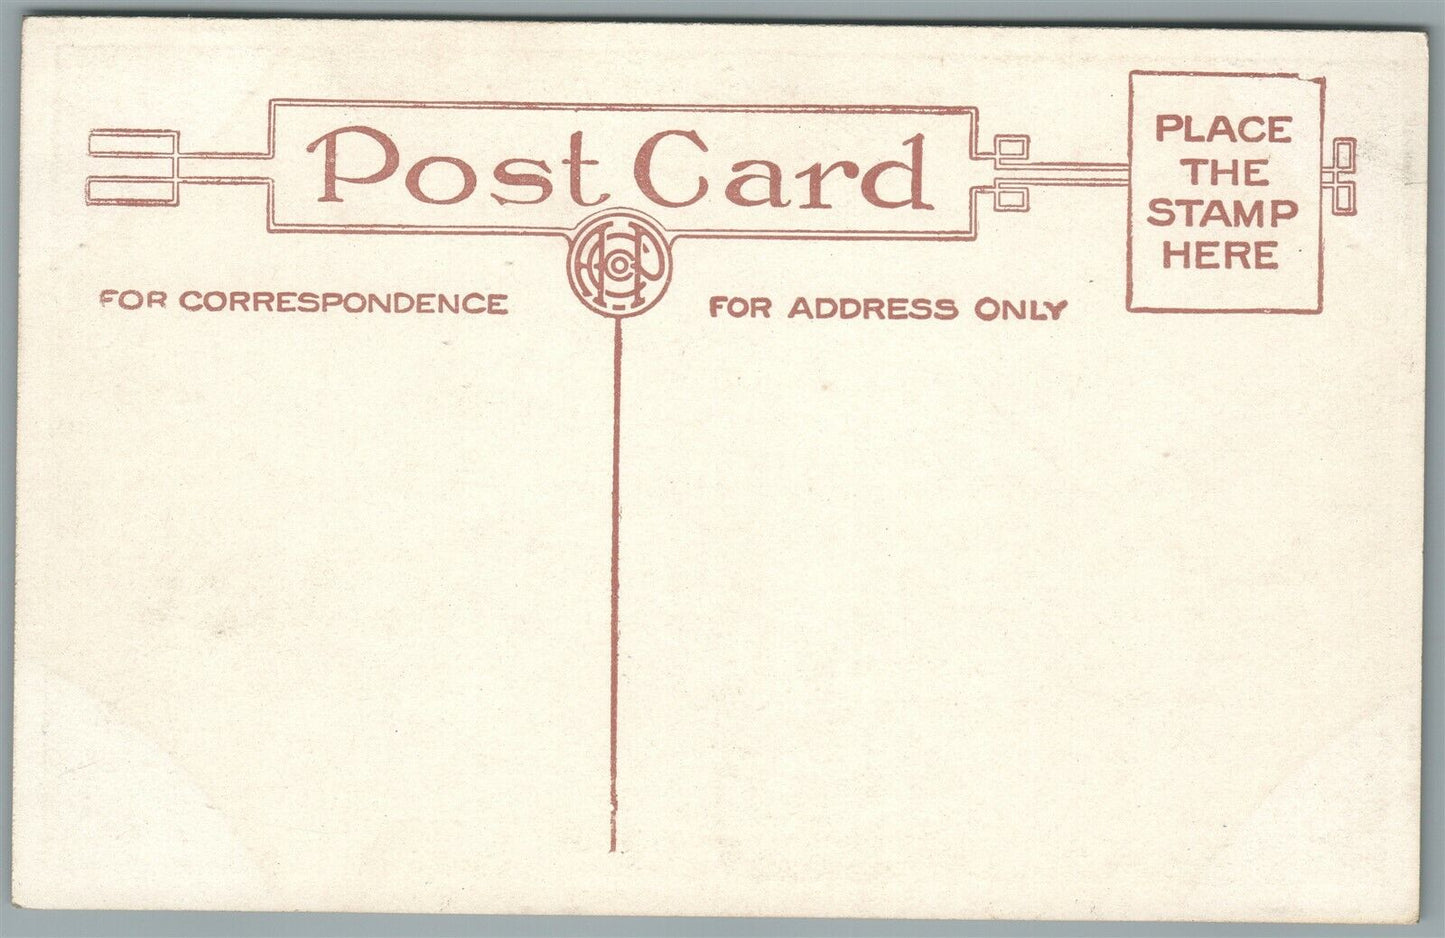 Post Card
PLACE
THE
STAMP
HERE
FOR CORRESPONDENCE
FOR ADDRESS ONLY